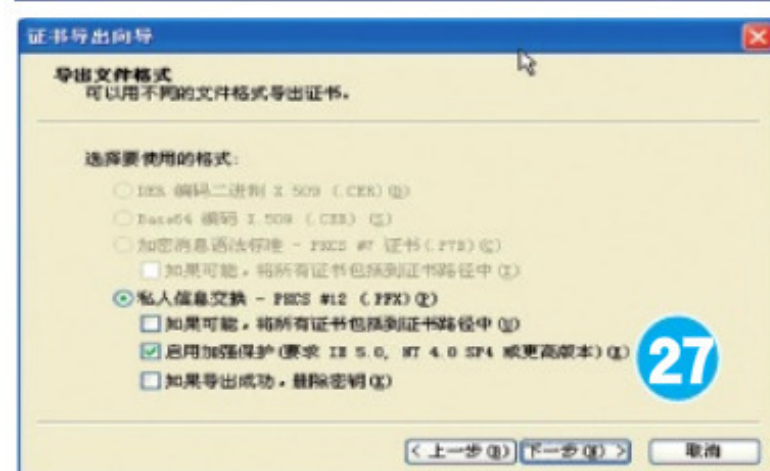 证书导出向导
导出文件格式
可以用不同的文件格式导出证书。
选择要使用的格式:
DER 编码二进制 X.509 (.CER)(D)
Base64 编码 X.509 (.CER)(S)
加密消息语法标准 - PKCS #7 证书(.P7B)(C)
如果可能，将所有证书包括到证书路径中(I)
私人信息交换 - PKCS #12 (.PFX)(P)
如果可能，将所有证书包括到证书路径中(U)
启用加强保护(要求 IE 5.0, NT 4.0 SP4 或更高版本)(E)
如果导出成功，删除密钥(K)
27
< 上一步(B) 下一步(N) > 取消